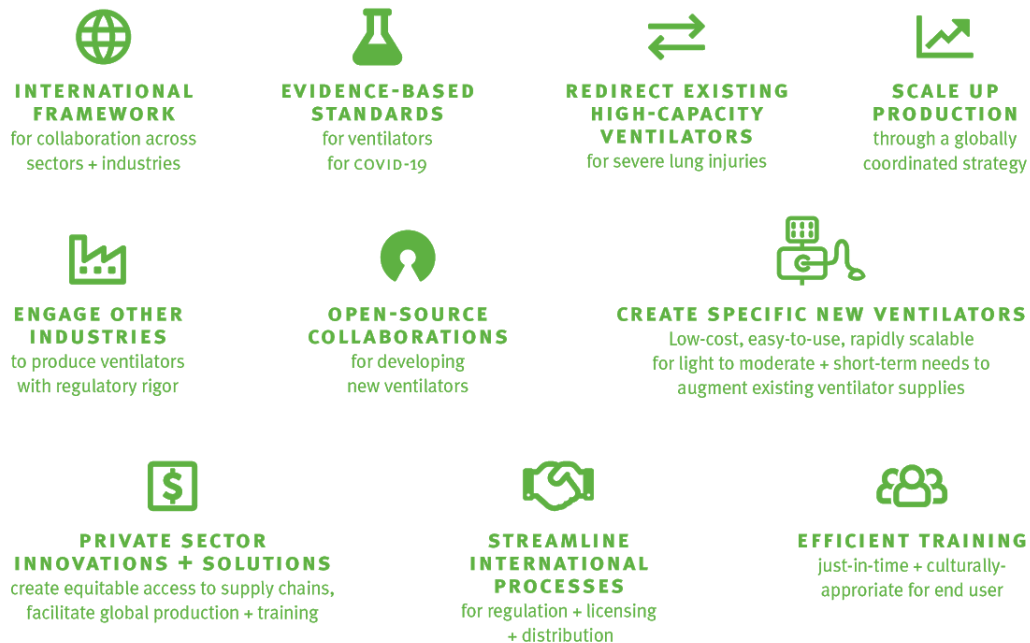 INTERNATIONAL
FRAMEWORK
for collaboration across
sectors + industries
EVIDENCE-BASED
STANDARDS
for ventilators
for COVID-19
REDIRECT EXISTING
HIGH-CAPACITY
VENTILATORS
for severe lung injuries
SCALE UP
PRODUCTION
through a globally
coordinated strategy
ENGAGE OTHER
INDUSTRIES
to produce ventilators
with regulatory rigor
OPEN-SOURCE
COLLABORATIONS
for developing
new ventilators
CREATE SPECIFIC NEW VENTILATORS
Low-cost, easy-to-use, rapidly scalable
for light to moderate + short-term needs to
augment existing ventilator supplies
$
PRIVATE SECTOR
INNOVATIONS + SOLUTIONS
create equitable access to supply chains,
facilitate global production + training
STREAMLINE
INTERNATIONAL
PROCESSES
for regulation + licensing
+ distribution
EFFICIENT TRAINING
just-in-time + culturally-
approriate for end user